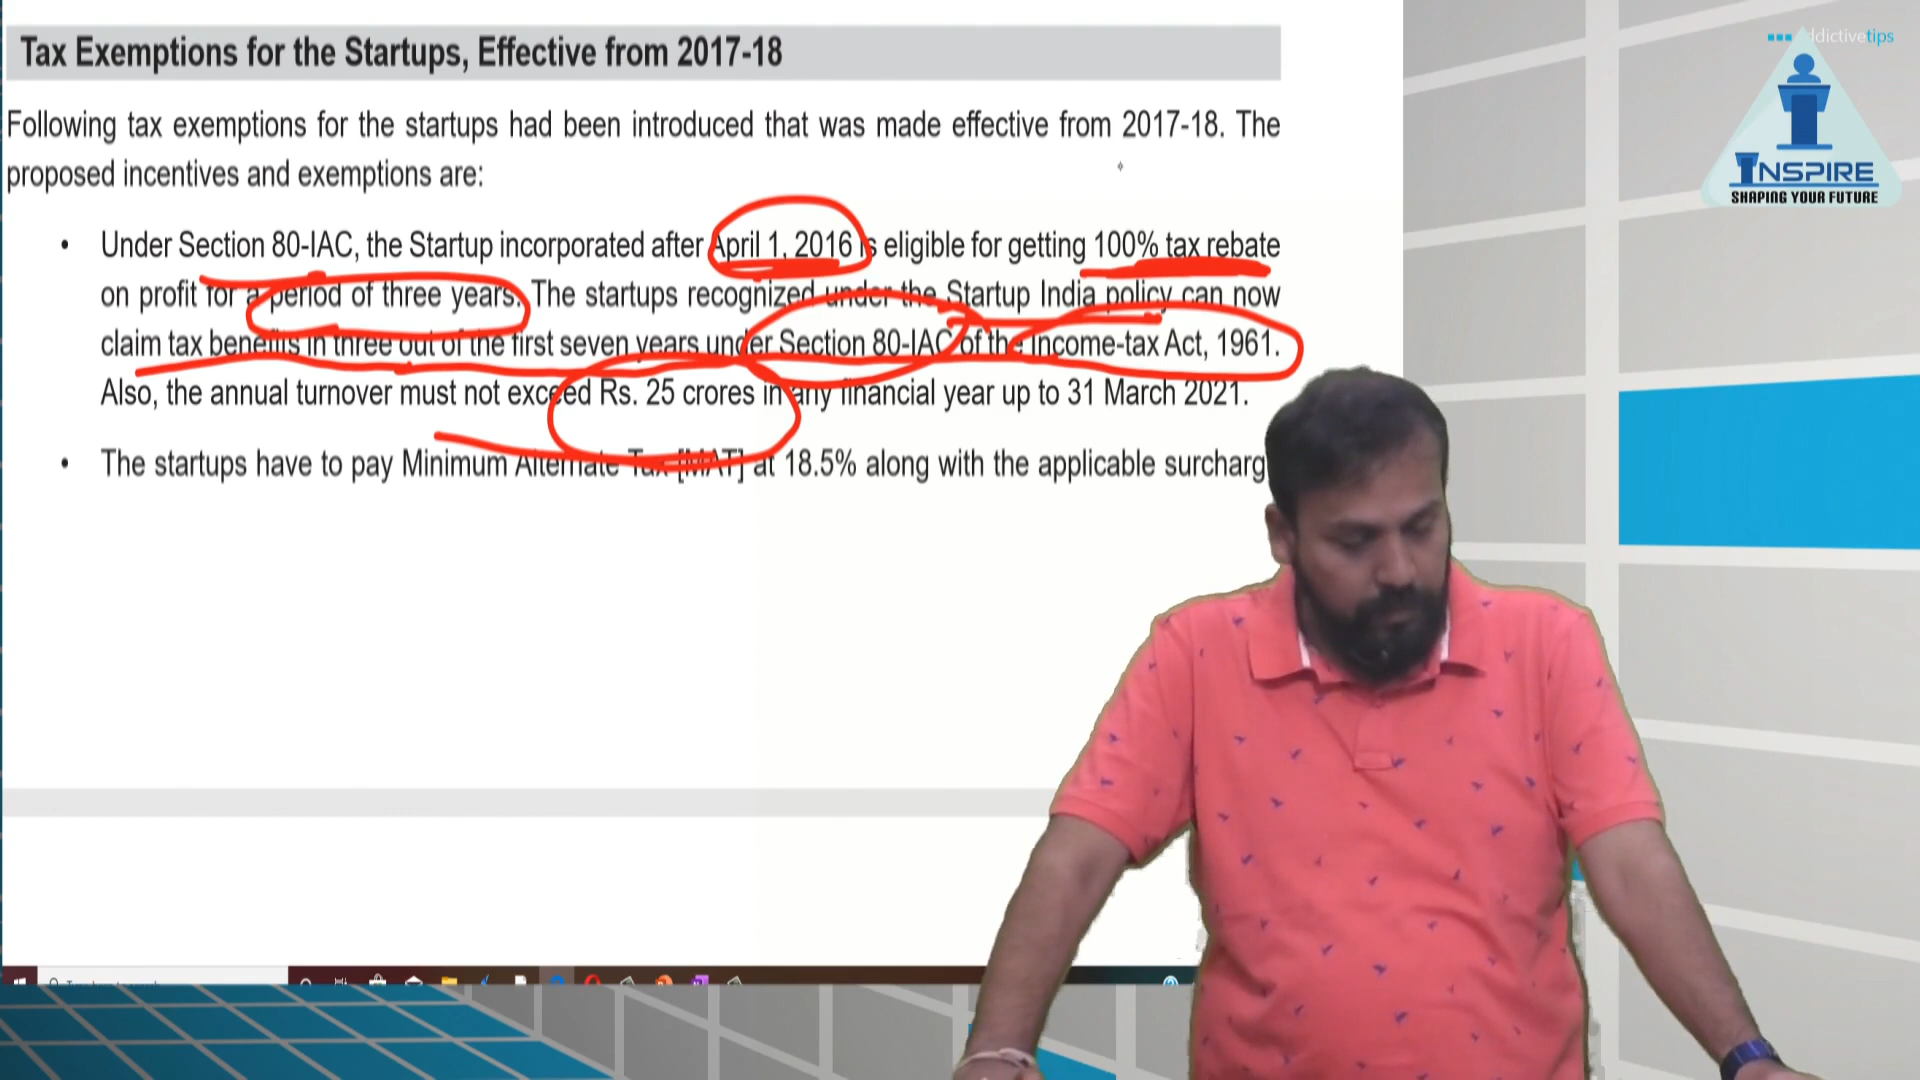 Tax Exemptions for the Startups, Effective from 2017-18
Following tax exemptions for the startups had been introduced that was made effective from 2017-18. The
proposed incentives and exemptions are:
• Under Section 80-IAC, the Startup incorporated after April 1, 2016 is eligible for getting 100% tax rebate
on profit for a period of three years. The startups recognized under the Startup India policy can now
claim tax benefits in three out of the first seven years under Section 80-IAC of the Income-tax Act, 1961.
Also, the annual turnover must not exceed Rs. 25 crores in any financial year up to 31 March 2021.
• The startups have to pay Minimum Alternate Tax [MAT] at 18.5% along with the applicable surcharg
ddictivetips
INSPIRE
SHAPING YOUR FUTURE